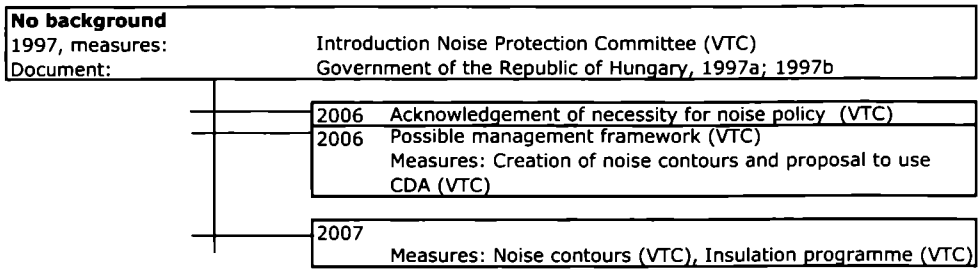 No background
1997, measures: Introduction Noise Protection Committee (VTC)
Document: Government of the Republic of Hungary, 1997a; 1997b
2006 Acknowledgement of necessity for noise policy (VTC)
2006 Possible management framework (VTC)
Measures: Creation of noise contours and proposal to use
CDA (VTC)
2007
Measures: Noise contours (VTC), Insulation programme (VTC)